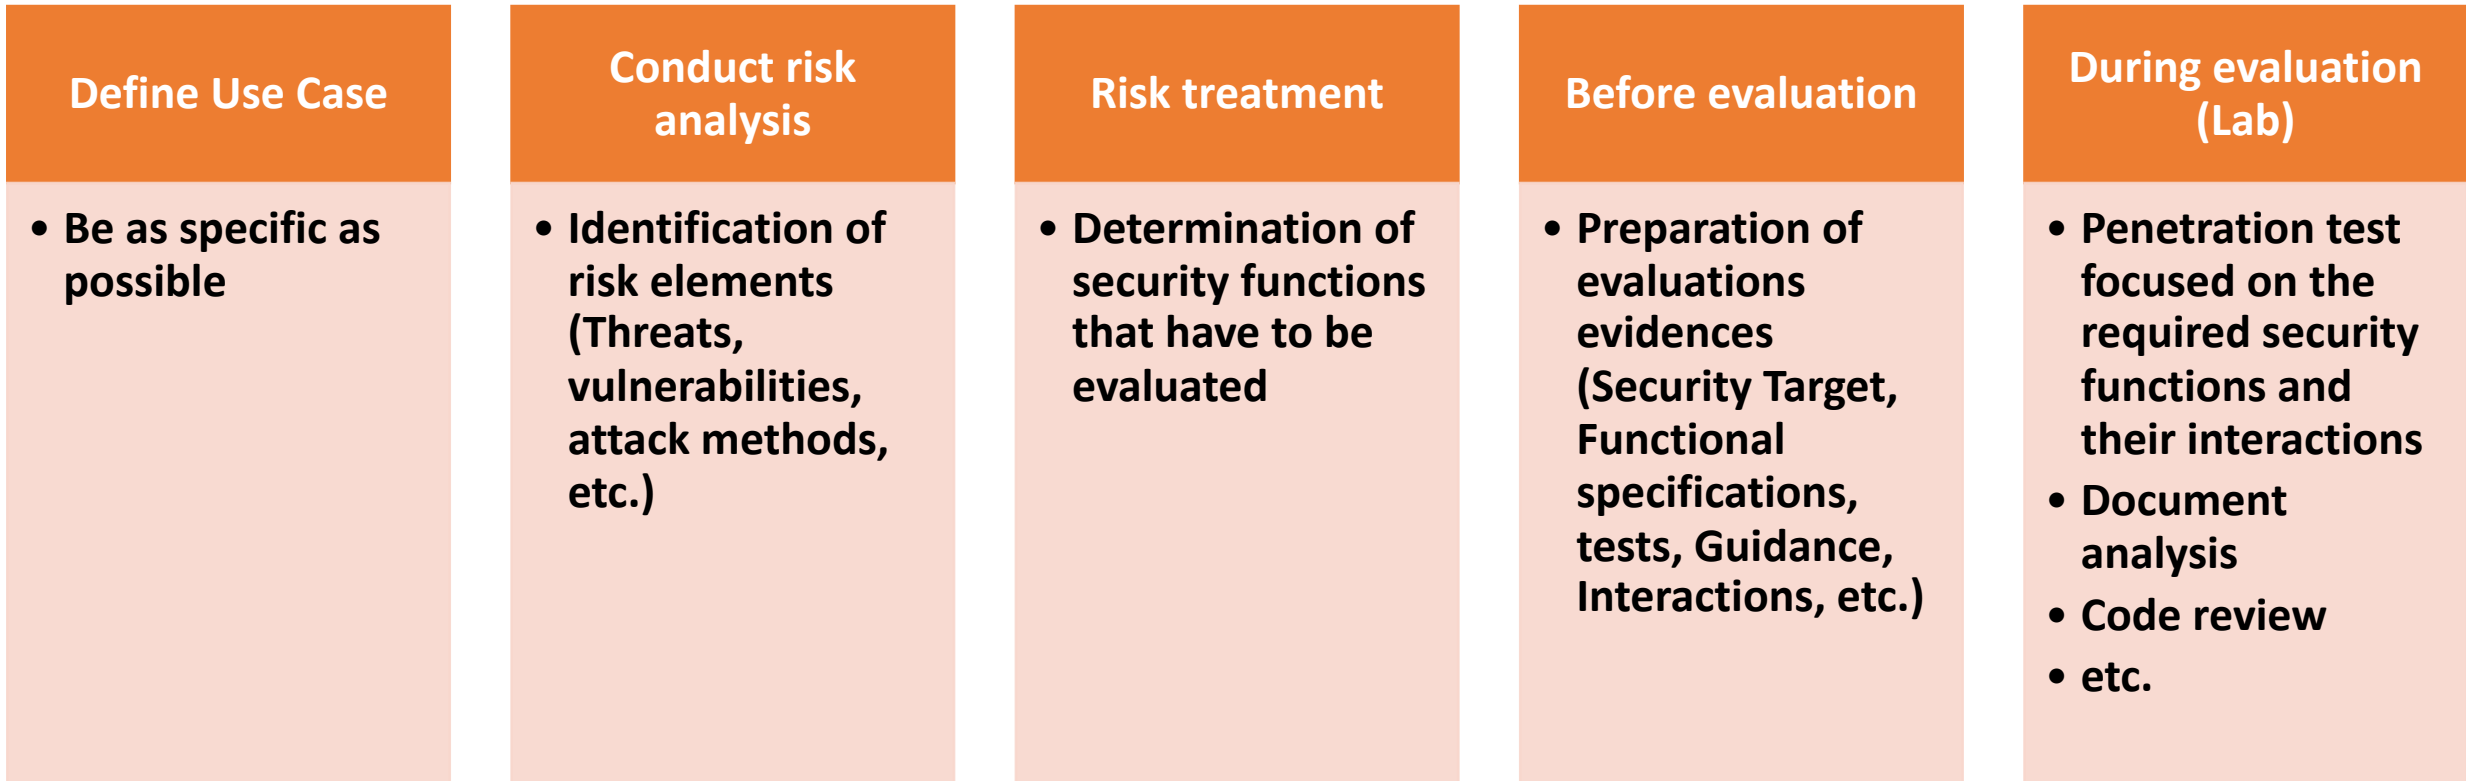 Define Use Case
• Be as specific as
possible
Conduct risk
analysis
• Identification of
risk elements
(Threats,
vulnerabilities,
attack methods,
etc.)
Risk treatment
• Determination of
security functions
that have to be
evaluated
Before evaluation
• Preparation of
evaluations
evidences
(Security Target,
Functional
specifications,
tests, Guidance,
Interactions, etc.)
During evaluation
(Lab)
• Penetration test
focused on the
required security
functions and
their interactions
• Document
analysis
• Code review
• etc.